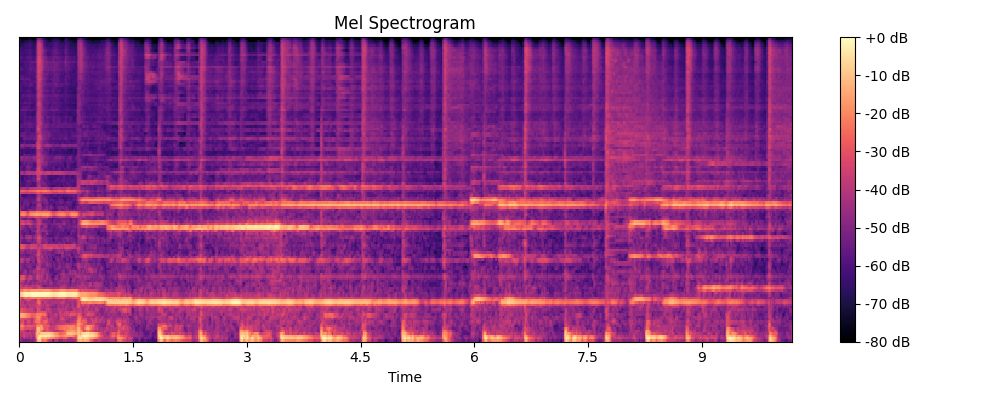 Mel Spectrogram
+0 dB
-10 dB
-20 dB
-30 dB
-40 dB
-50 dB
-60 dB
-70 dB
-80 dB
0 1.5 3 4.5 6 7.5 9
Time